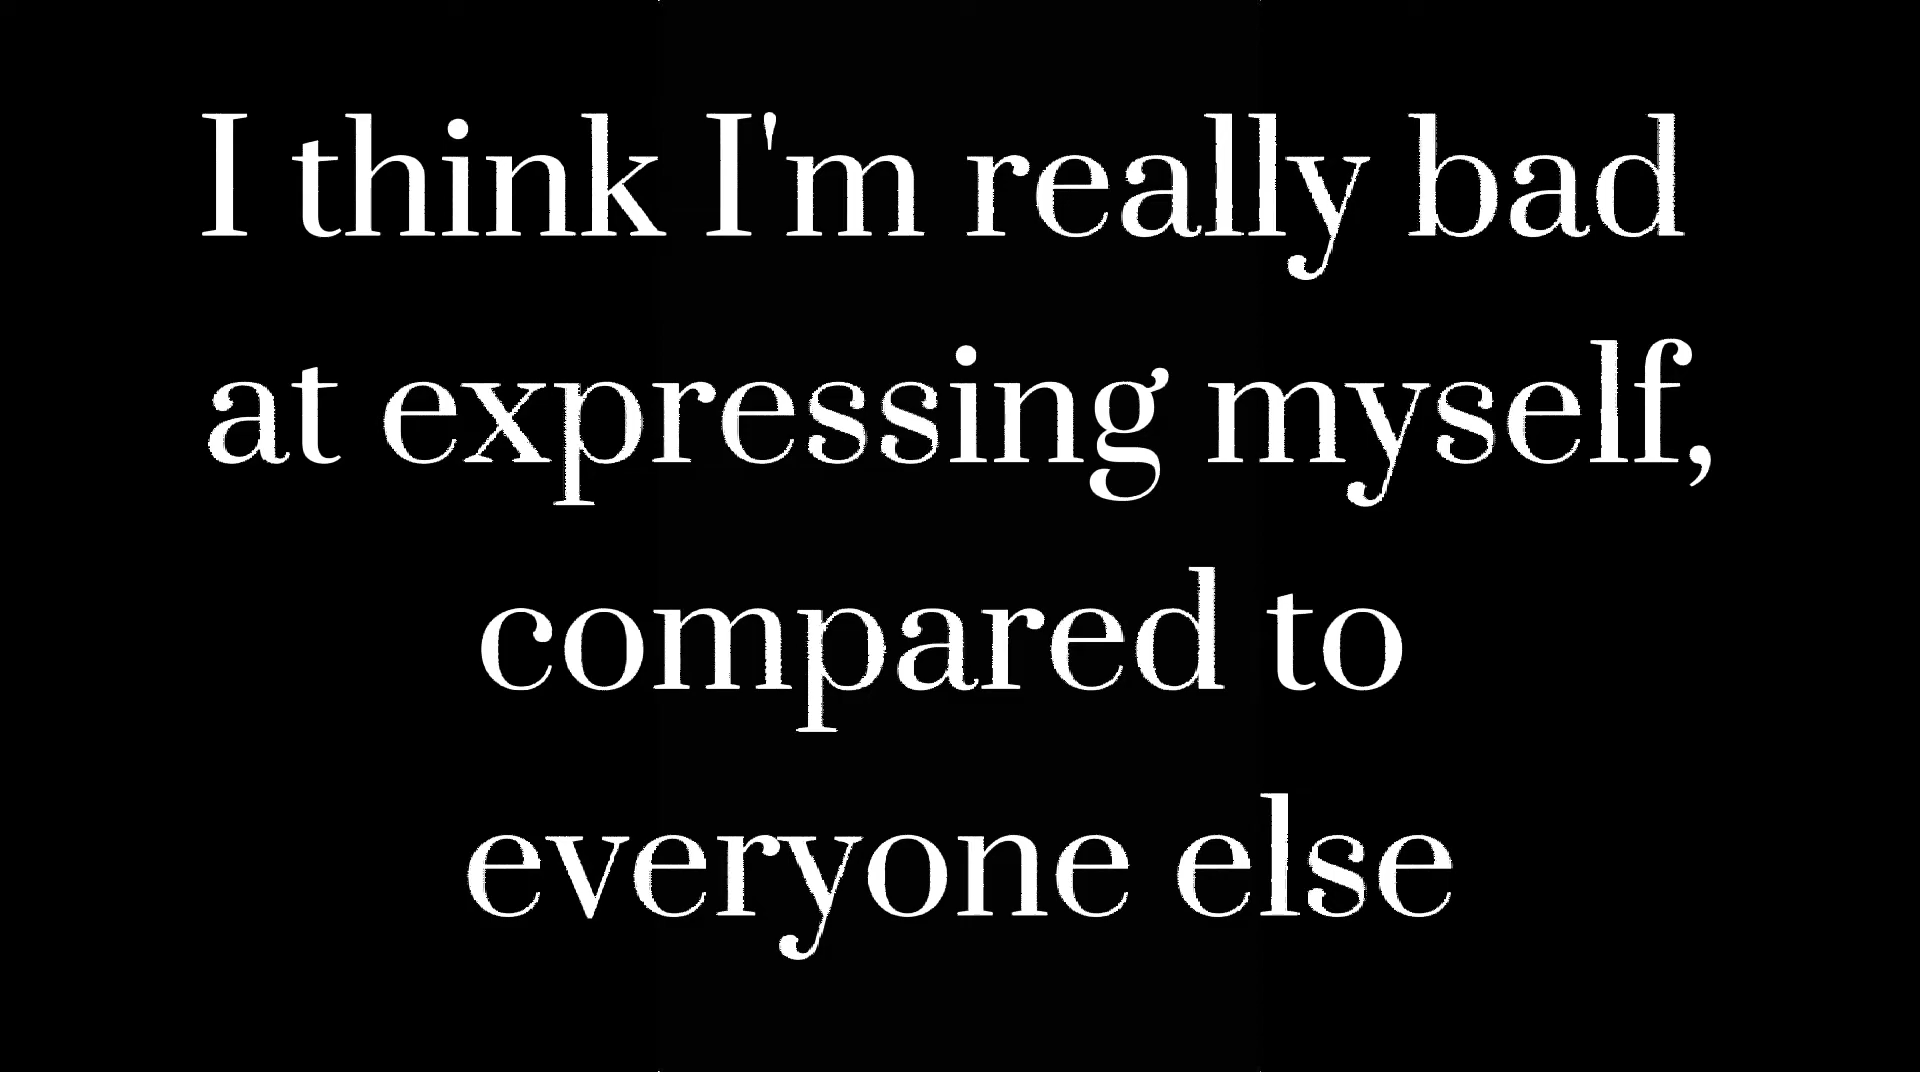 I think I'm really bad
at expressing myself,
compared to
everyone else